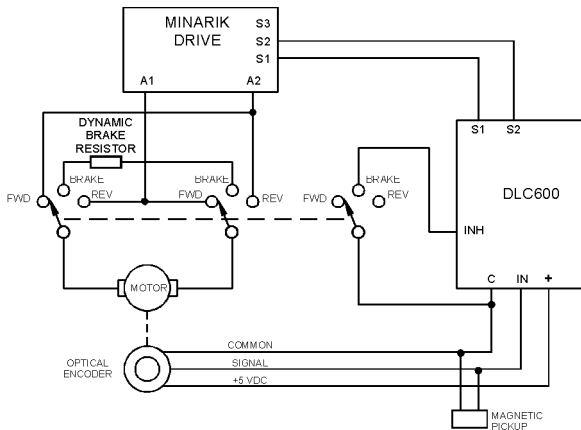 MINARIK
DRIVE
S3
S2
S1
A1
A2
DYNAMIC
BRAKE
RESISTOR
S1
S2
BRAKE
BRAKE
BRAKE
FWD
REV
FWD
REV
FWD
REV
DLC600
INH
MOTOR
C
IN
+
COMMON
OPTICAL
ENCODER
SIGNAL
+5 VDC
MAGNETIC
PICKUP